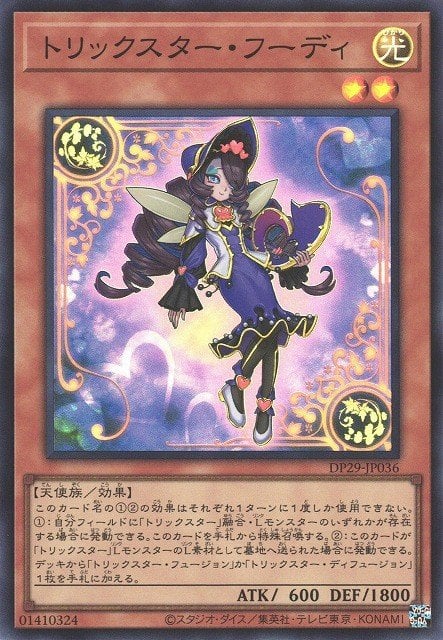 トリックスター・フーディ
光
DP29-JP036
【天使族/効果】
このカード名の①②の効果はそれぞれ1ターンに1度しか使用できない。
①:自分フィールドに「トリックスター」融合・Lモンスターのいずれかが存在
する場合に発動できる。このカードを手札から特殊召喚する。②:このカードが
「トリックスター」LモンスターのL素材として墓地へ送られた場合に発動できる。
デッキから「トリックスター・フュージョン」か「トリックスター・ディフュージョン」
1枚を手札に加える。
ATK/ 600 DEF/1800
01410324
©スタジオ・ダイス/集英社・テレビ東京・KONAMI